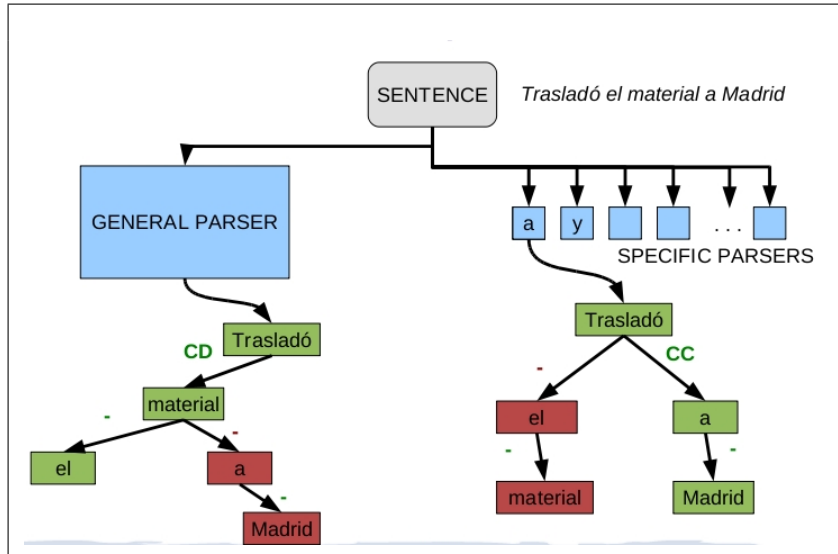 SENTENCE
Trasladó el material a Madrid
GENERAL PARSER
a y . . .
SPECIFIC PARSERS
Trasladó
CD
material
-
-
el
a
-
Madrid
Trasladó
-
CC
el
a
-
-
material
Madrid